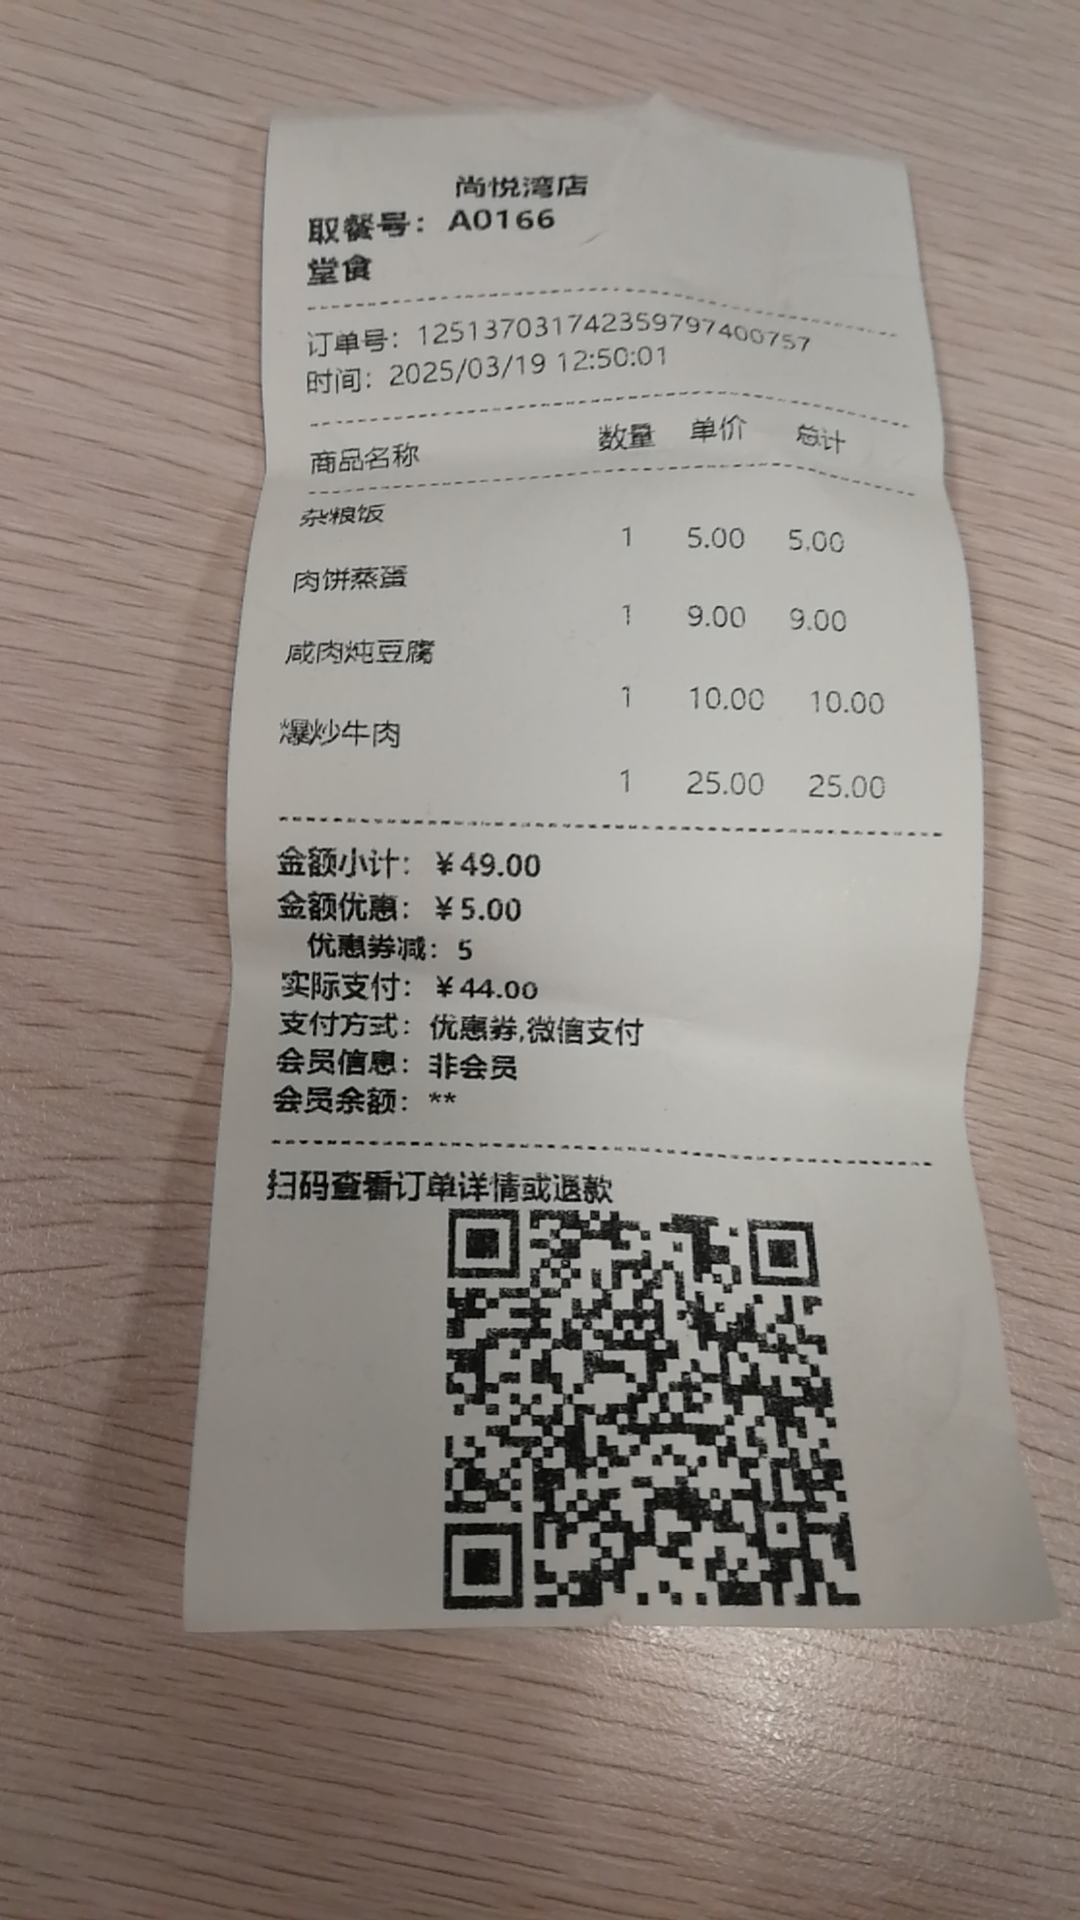 尚悦湾店
取餐号：A0166
堂食
订单号：1251370317423597974​00757
时间：2025/03/19 12:50:01
商品名称 数量 单价 总计
杂粮饭
1 5.00 5.00
肉饼蒸蛋
1 9.00 9.00
咸肉炖豆腐
1 10.00 10.00
爆炒牛肉
1 25.00 25.00
金额小计：￥49.00
金额优惠：￥5.00
优惠券减：5
实际支付：￥44.00
支付方式：优惠券,微信支付
会员信息：非会员
会员余额：**
扫码查看订单详情或退款